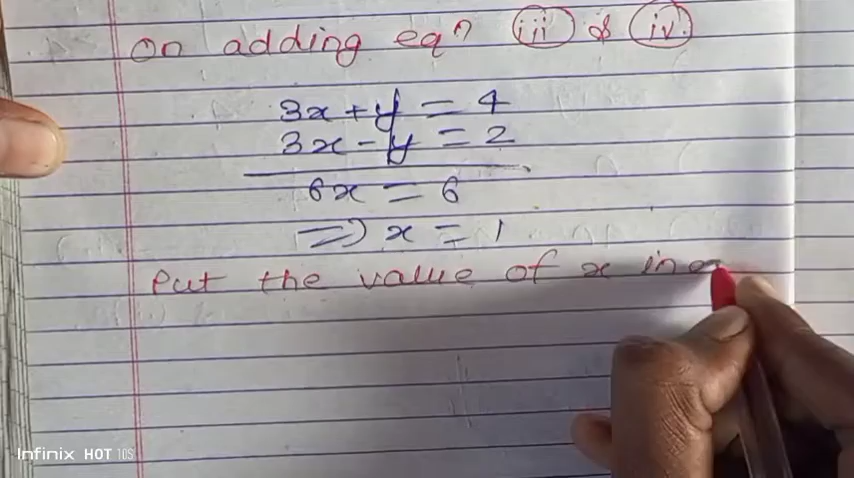 on adding eqn (iii) & (iv)
3x + y = 4
3x - y = 2
6x = 6
=> x = 1
Put the value of x in
Infinix HOT 10S